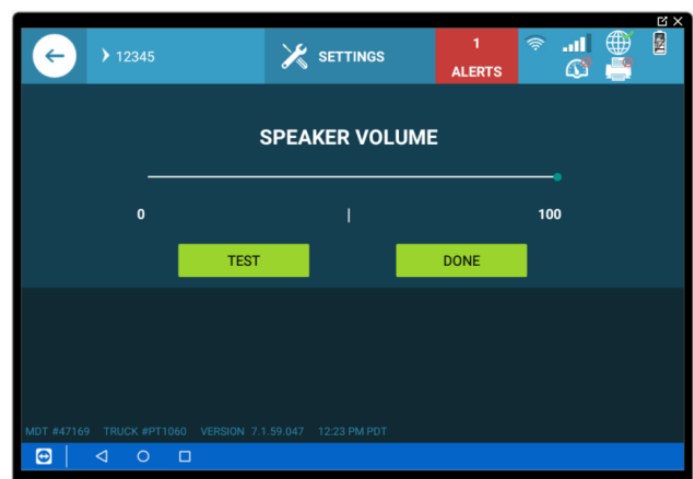 12345
SETTINGS
1
ALERTS
SPEAKER VOLUME
0 | 100
TEST DONE
MDT #47169 TRUCK #PT1060 VERSION 7.1.59.047 12:23 PM PDT